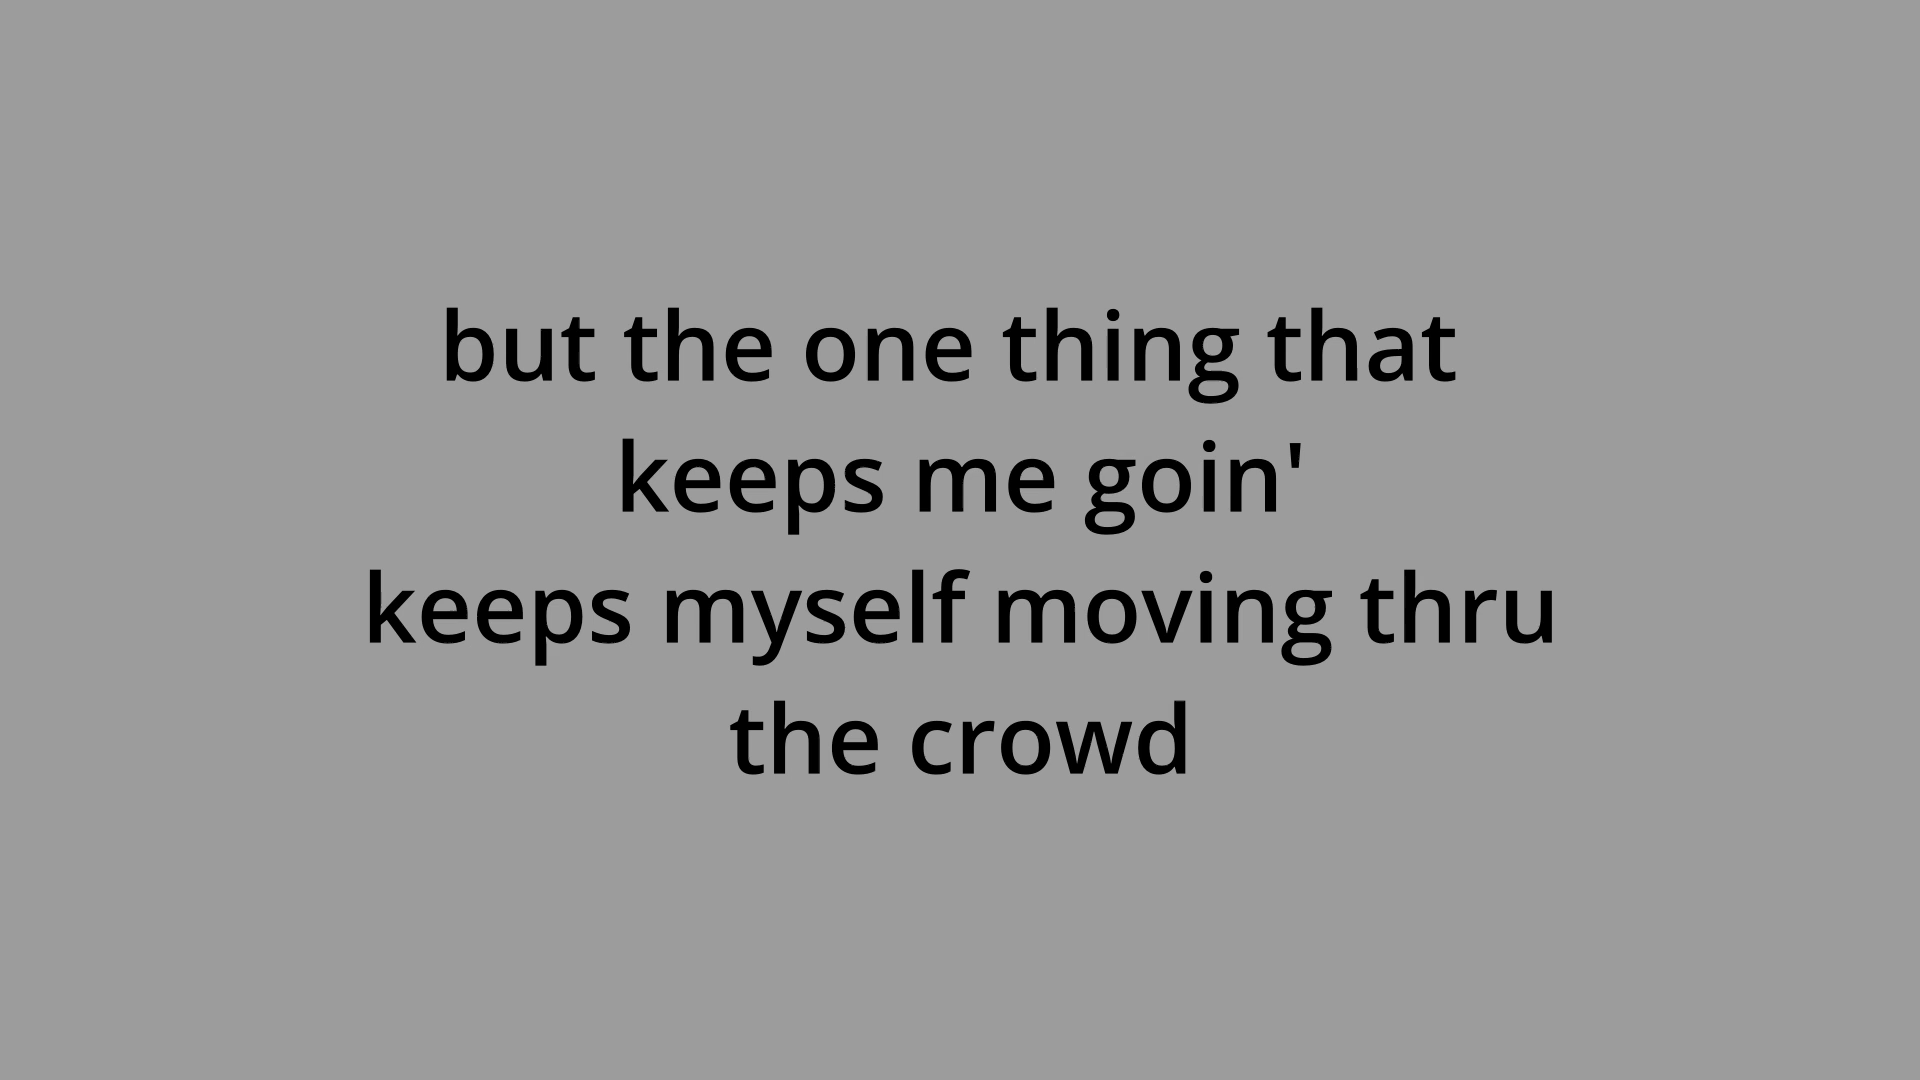 but the one thing that
keeps me goin'
keeps myself moving thru
the crowd